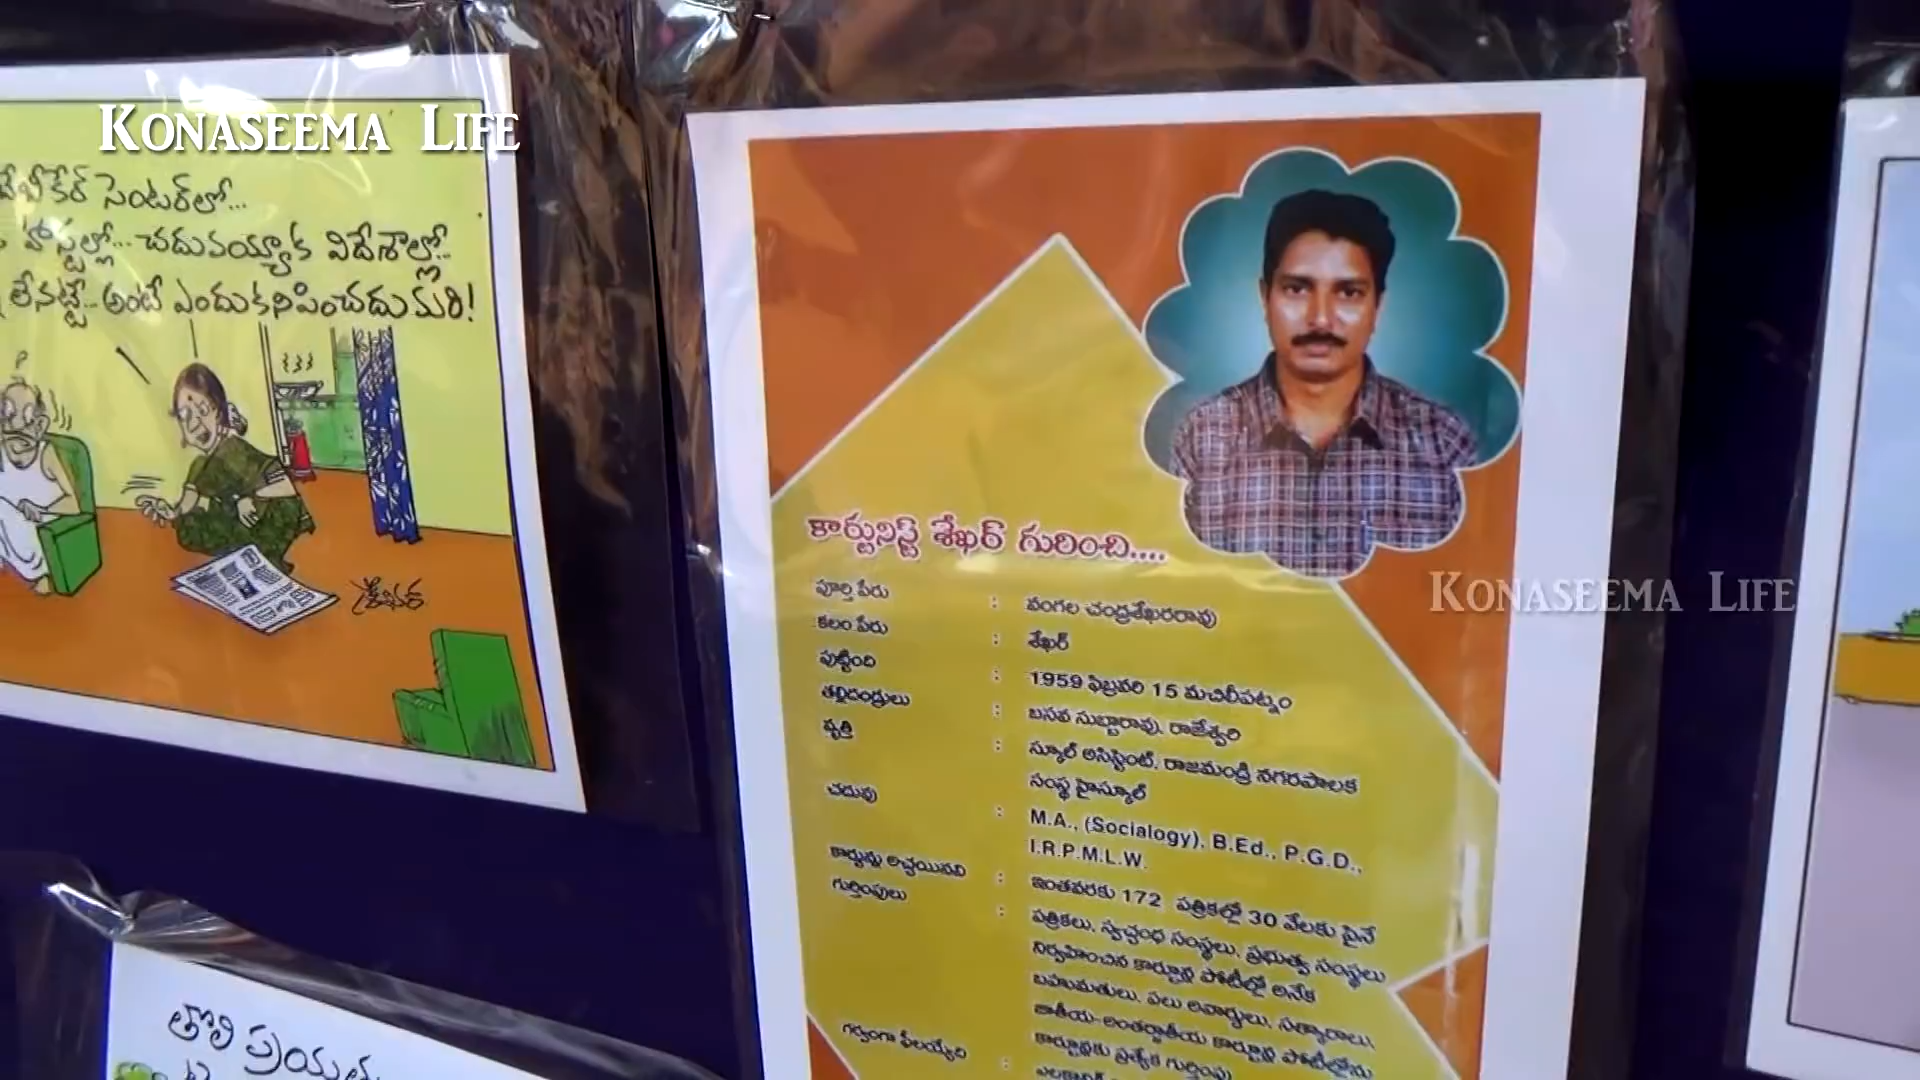 KONASEEMA LIFE
సెంటర్‌లో...
హాస్టల్లో... చదువయ్యాక విదేశాల్లో..
లేనట్టే.. అంటే ఎందుకనిపించదు మరి!
శేఖర్
కార్టునిస్ట్ శేఖర్ గురించి....
పూర్తి పేరు : వంగల చంద్రశేఖరరావు
కలం పేరు : శేఖర్
పుట్టింది : 1959 ఫిబ్రవరి 15 మచిలీపట్నం
తల్లిదండ్రులు : బసవ సుబ్బారావు, రాజేశ్వరి
వృత్తి : స్కూల్ అసిస్టెంట్, రాజమండ్రి నగరపాలక
సంస్థ హైస్కూల్
చదువు : M.A., (Socialogy), B.Ed., P.G.D.,
I.R.P.M.L.W.
కార్టున్లు అచ్చయినవి : ఇంతవరకు 172 పత్రికల్లో 30 వేలకు పైనే
గుర్తింపులు : పత్రికలు, స్వచ్ఛంధ సంస్థలు, ప్రభుత్వ సంస్థలు
నిర్వహించిన కార్టూన్ల పోటీల్లో అనేక
బహుమతులు, పలు అవార్డులు, సత్కారాలు,
జాతీయ-అంతర్జాతీయ కార్టూన్ల పోటీల్లోను
కార్టూన్లకు ప్రత్యేక గుర్తింపు
గర్వంగా ఫీలయ్యేది :
KONASEEMA LIFE
తొలి ప్రయత్నం